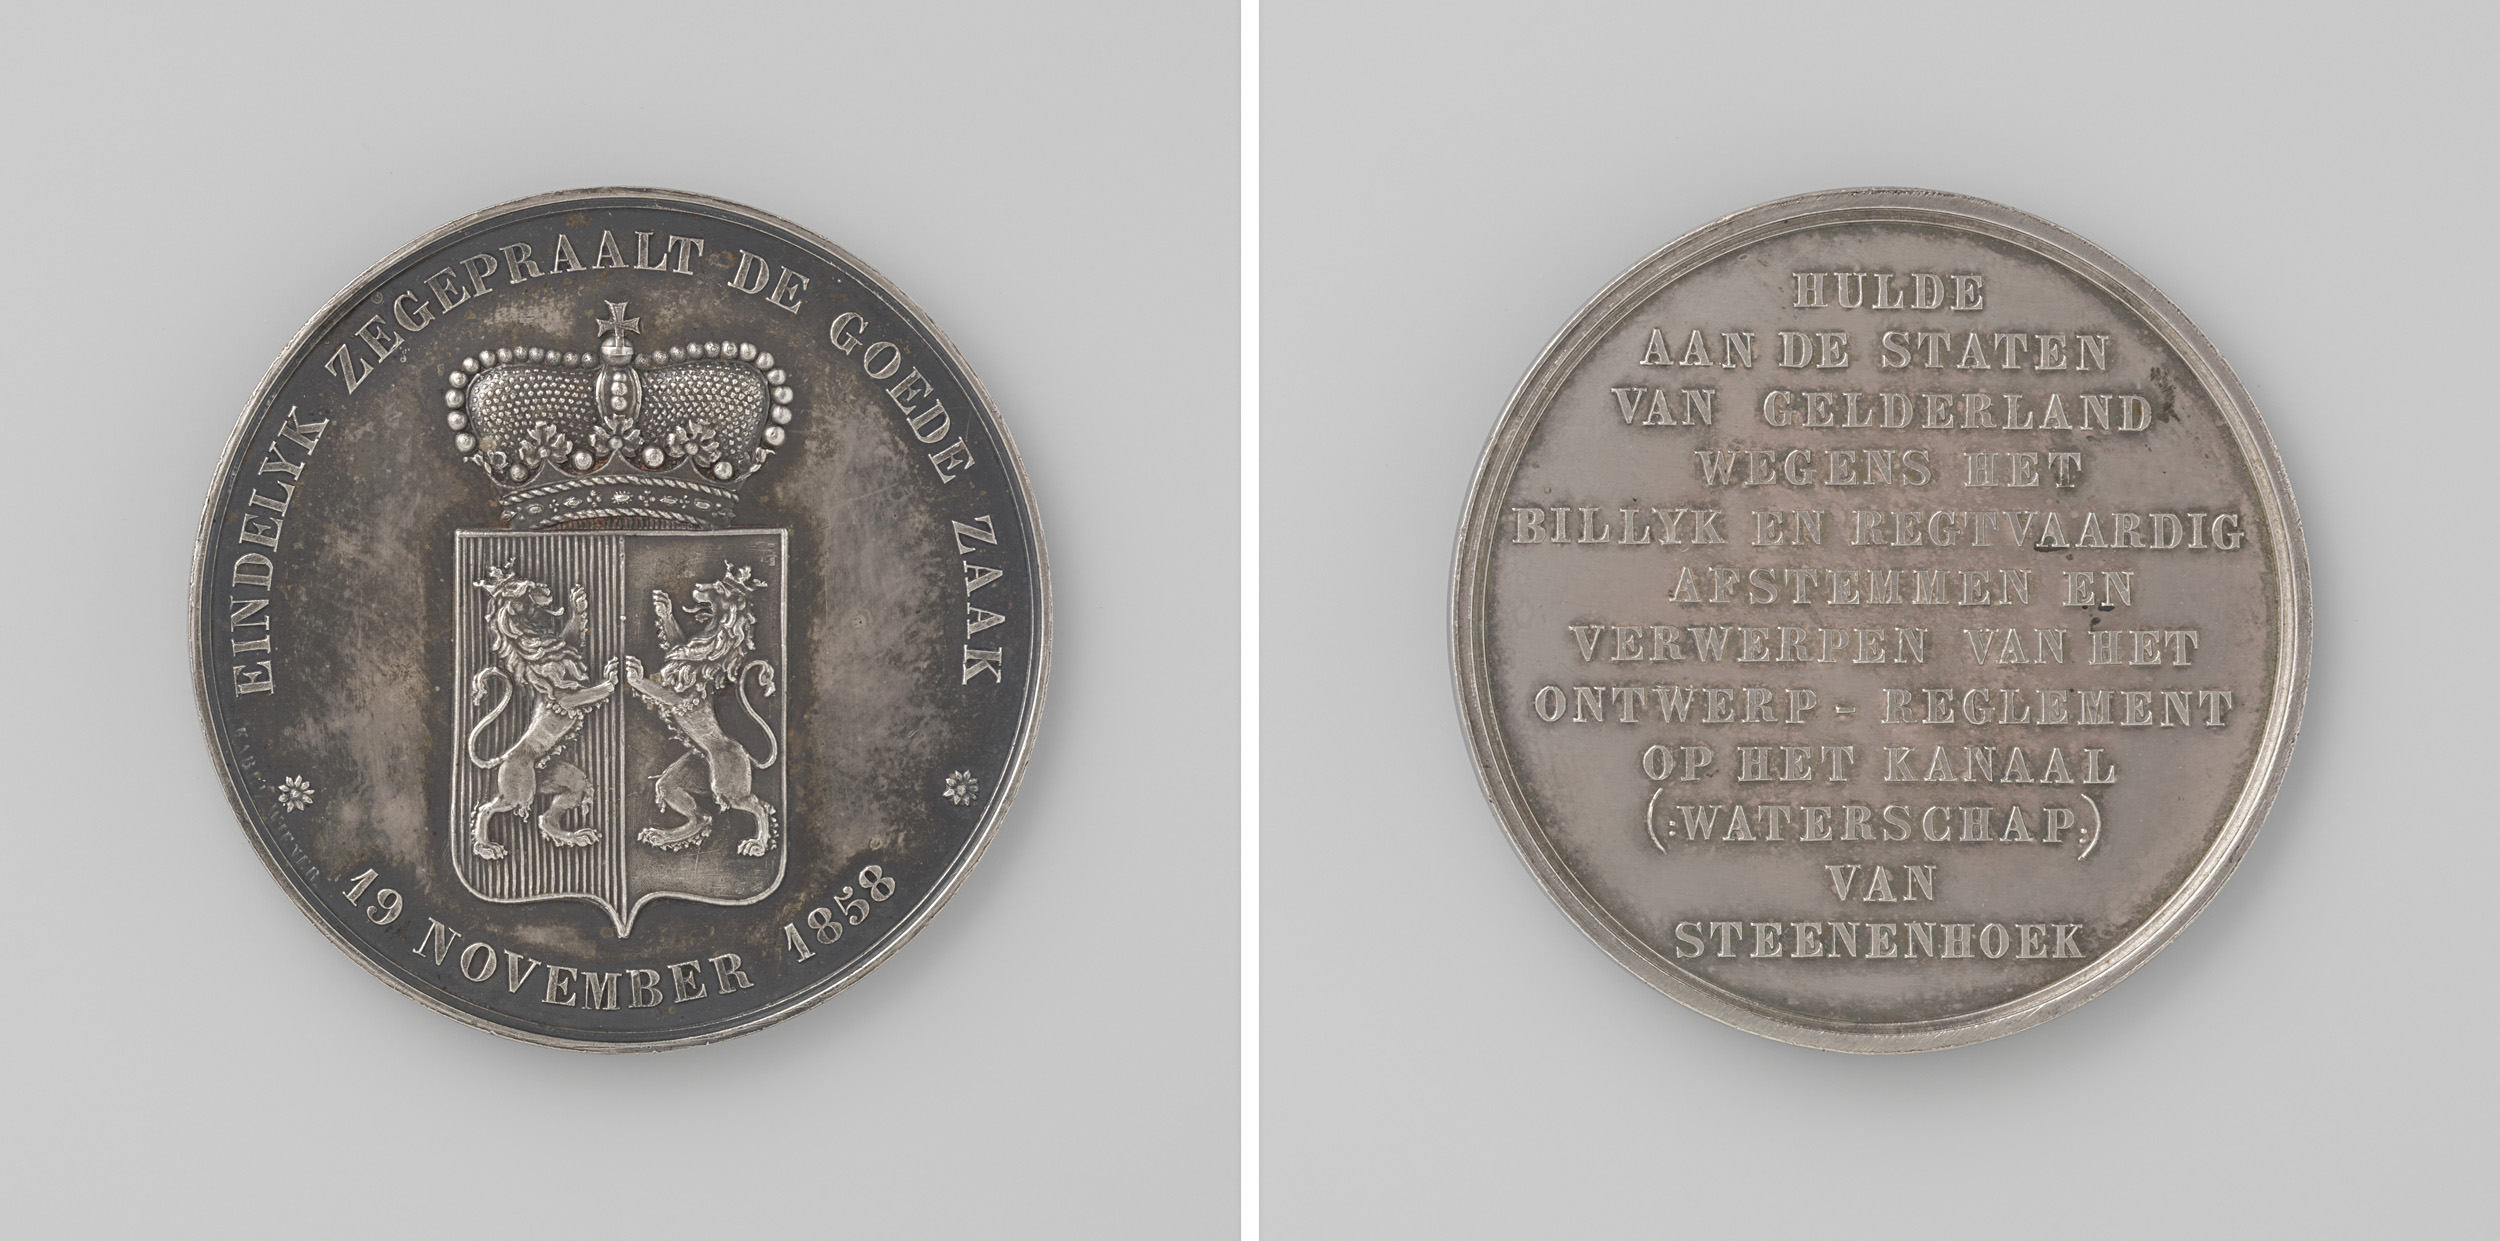 EINDELYK ZEGEPRAALT DE GOEDE ZAAK
19 NOVEMBER 1858
HULDE
AAN DE STATEN
VAN GELDERLAND
WEGENS HET
BILLYK EN REGTVAARDIG
AFSTEMMEN EN
VERWERPEN VAN HET
ONTWERP - REGLEMENT
OP HET KANAAL
(:WATERSCHAP:)
VAN
STEENENHOEK